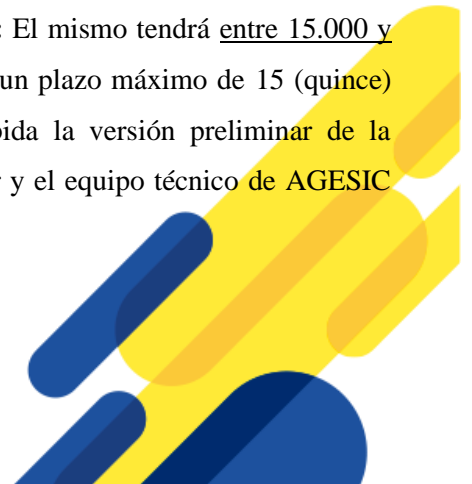 : El mismo tendrá entre 15.000 y
un plazo máximo de 15 (quince)
ida la versión preliminar de la
y el equipo técnico de AGESIC